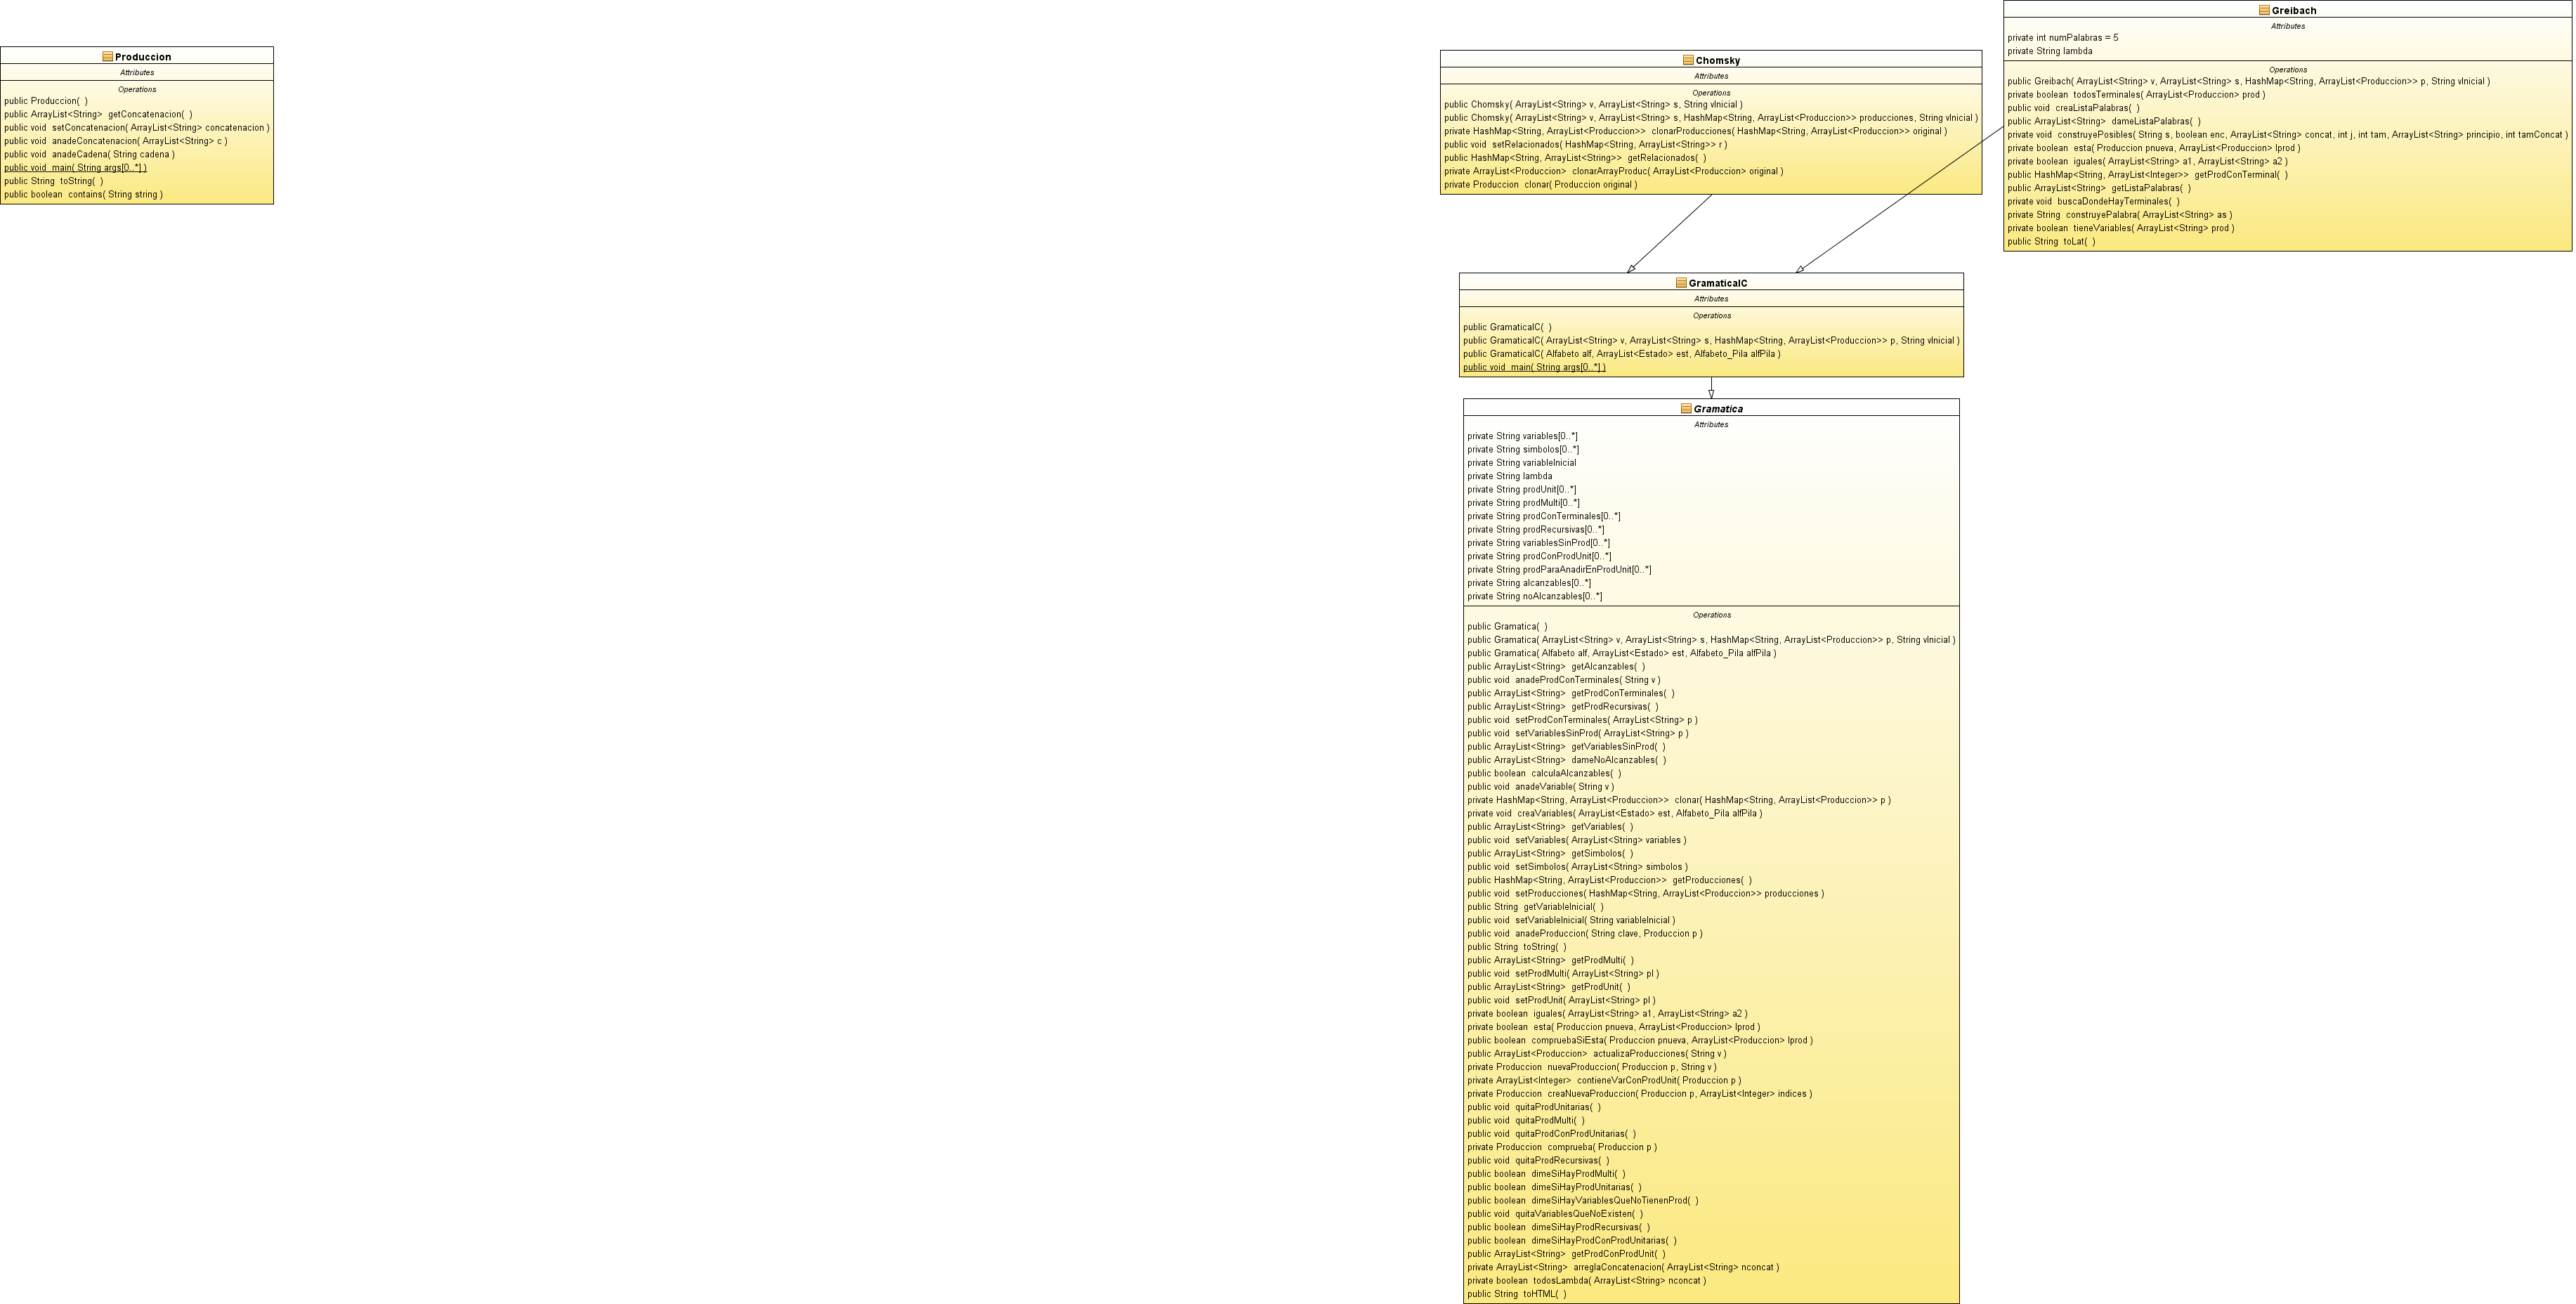 Produccion
Attributes
Operations
public Produccion( )
public ArrayList<String> getConcatenacion( )
public void setConcatenacion( ArrayList<String> concatenacion )
public void anadeConcatenacion( ArrayList<String> c )
public void anadeCadena( String cadena )
public void main( String args[0..*] )
public String toString( )
public boolean contains( String string )
Chomsky
Attributes
Operations
public Chomsky( ArrayList<String> v, ArrayList<String> s, String vInicial )
public Chomsky( ArrayList<String> v, ArrayList<String> s, HashMap<String, ArrayList<Produccion>> producciones, String vInicial )
private HashMap<String, ArrayList<Produccion>> clonarProducciones( HashMap<String, ArrayList<Produccion>> original )
public void setRelacionados( HashMap<String, ArrayList<String>> r )
public HashMap<String, ArrayList<String>> getRelacionados( )
private ArrayList<Produccion> clonarArrayProduc( ArrayList<Produccion> original )
private Produccion clonar( Produccion original )
Greibach
Attributes
private int numPalabras = 5
private String lambda
Operations
public Greibach( ArrayList<String> v, ArrayList<String> s, HashMap<String, ArrayList<Produccion>> p, String vInicial )
private boolean todosTerminales( ArrayList<Produccion> prod )
public void creaListaPalabras( )
public ArrayList<String> dameListaPalabras( )
private void construyePosibles( String s, boolean enc, ArrayList<String> concat, int j, int tam, ArrayList<String> principio, int tamConcat )
private boolean esta( Produccion pnueva, ArrayList<Produccion> lprod )
private boolean iguales( ArrayList<String> a1, ArrayList<String> a2 )
public HashMap<String, ArrayList<Integer>> getProdConTerminal( )
public ArrayList<String> getListaPalabras( )
private void buscaDondeHayTerminales( )
private String construyePalabra( ArrayList<String> as )
private boolean tieneVariables( ArrayList<String> prod )
public String toLat( )
GramaticaIC
Attributes
Operations
public GramaticaIC( )
public GramaticaIC( ArrayList<String> v, ArrayList<String> s, HashMap<String, ArrayList<Produccion>> p, String vInicial )
public GramaticaIC( Alfabeto alf, ArrayList<Estado> est, Alfabeto_Pila alfPila )
public void main( String args[0..*] )
Gramatica
Attributes
private String variables[0..*]
private String simbolos[0..*]
private String variableInicial
private String lambda
private String prodUnit[0..*]
private String prodMulti[0..*]
private String prodConTerminales[0..*]
private String prodRecursivas[0..*]
private String variablesSinProd[0..*]
private String prodConProdUnit[0..*]
private String prodParaAnadirEnProdUnit[0..*]
private String alcanzables[0..*]
private String noAlcanzables[0..*]
Operations
public Gramatica( )
public Gramatica( ArrayList<String> v, ArrayList<String> s, HashMap<String, ArrayList<Produccion>> p, String vInicial )
public Gramatica( Alfabeto alf, ArrayList<Estado> est, Alfabeto_Pila alfPila )
public ArrayList<String> getAlcanzables( )
public void anadeProdConTerminales( String v )
public ArrayList<String> getProdConTerminales( )
public ArrayList<String> getProdRecursivas( )
public void setProdConTerminales( ArrayList<String> p )
public void setVariablesSinProd( ArrayList<String> p )
public ArrayList<String> getVariablesSinProd( )
public ArrayList<String> dameNoAlcanzables( )
public boolean calculaAlcanzables( )
public void anadeVariable( String v )
private HashMap<String, ArrayList<Produccion>> clonar( HashMap<String, ArrayList<Produccion>> p )
private void creaVariables( ArrayList<Estado> est, Alfabeto_Pila alfPila )
public ArrayList<String> getVariables( )
public void setVariables( ArrayList<String> variables )
public ArrayList<String> getSimbolos( )
public void setSimbolos( ArrayList<String> simbolos )
public HashMap<String, ArrayList<Produccion>> getProducciones( )
public void setProducciones( HashMap<String, ArrayList<Produccion>> producciones )
public String getVariableInicial( )
public void setVariableInicial( String variableInicial )
public void anadeProduccion( String clave, Produccion p )
public String toString( )
public ArrayList<String> getProdMulti( )
public void setProdMulti( ArrayList<String> pl )
public ArrayList<String> getProdUnit( )
public void setProdUnit( ArrayList<String> pl )
private boolean iguales( ArrayList<String> a1, ArrayList<String> a2 )
private boolean esta( Produccion pnueva, ArrayList<Produccion> lprod )
public boolean compruebaSiEsta( Produccion pnueva, ArrayList<Produccion> lprod )
public ArrayList<Produccion> actualizaProducciones( String v )
private Produccion nuevaProduccion( Produccion p, String v )
private ArrayList<Integer> contieneVarConProdUnit( Produccion p )
private Produccion creaNuevaProduccion( Produccion p, ArrayList<Integer> indices )
public void quitaProdUnitarias( )
public void quitaProdMulti( )
public void quitaProdConProdUnitarias( )
private Produccion comprueba( Produccion p )
public void quitaProdRecursivas( )
public boolean dimeSiHayProdMulti( )
public boolean dimeSiHayProdUnitarias( )
public boolean dimeSiHayVariablesQueNoTienenProd( )
public void quitaVariablesQueNoExisten( )
public boolean dimeSiHayProdRecursivas( )
public boolean dimeSiHayProdConProdUnitarias( )
public ArrayList<String> getProdConProdUnit( )
private ArrayList<String> arreglaConcatenacion( ArrayList<String> nconcat )
private boolean todosLambda( ArrayList<String> nconcat )
public String toHTML( )